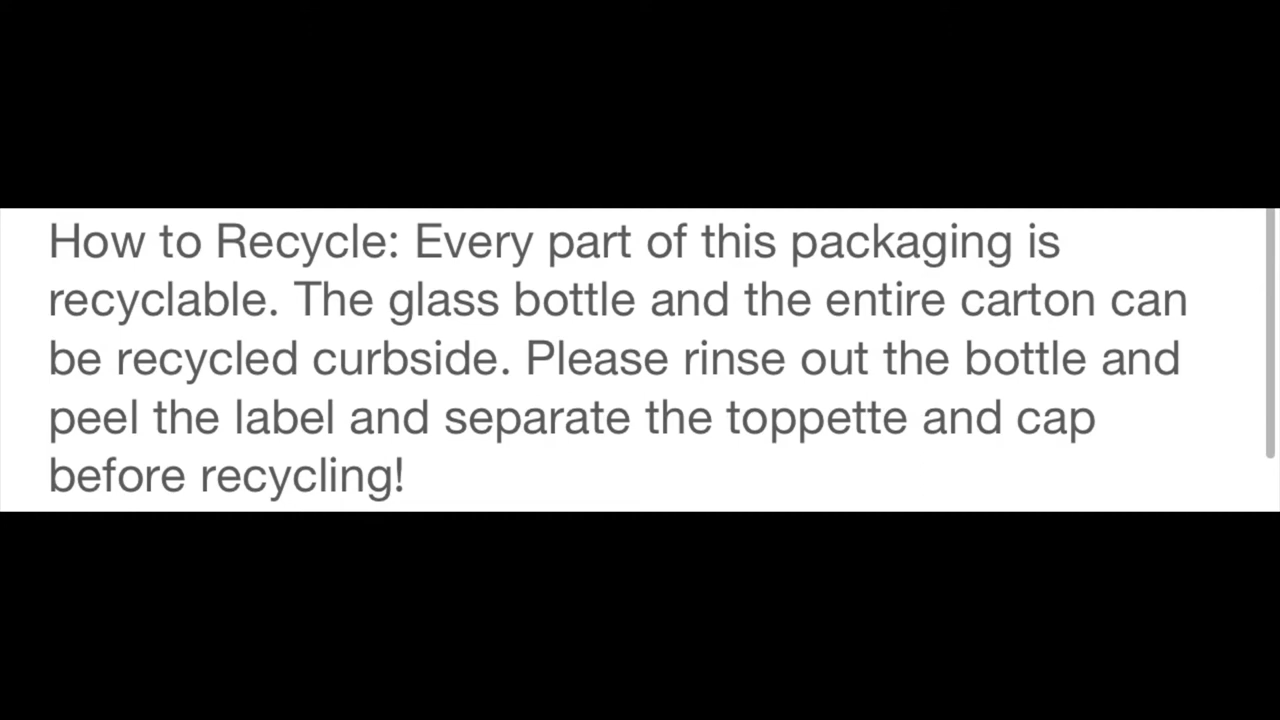 How to Recycle: Every part of this packaging is
recyclable. The glass bottle and the entire carton can
be recycled curbside. Please rinse out the bottle and
peel the label and separate the toppette and cap
before recycling!